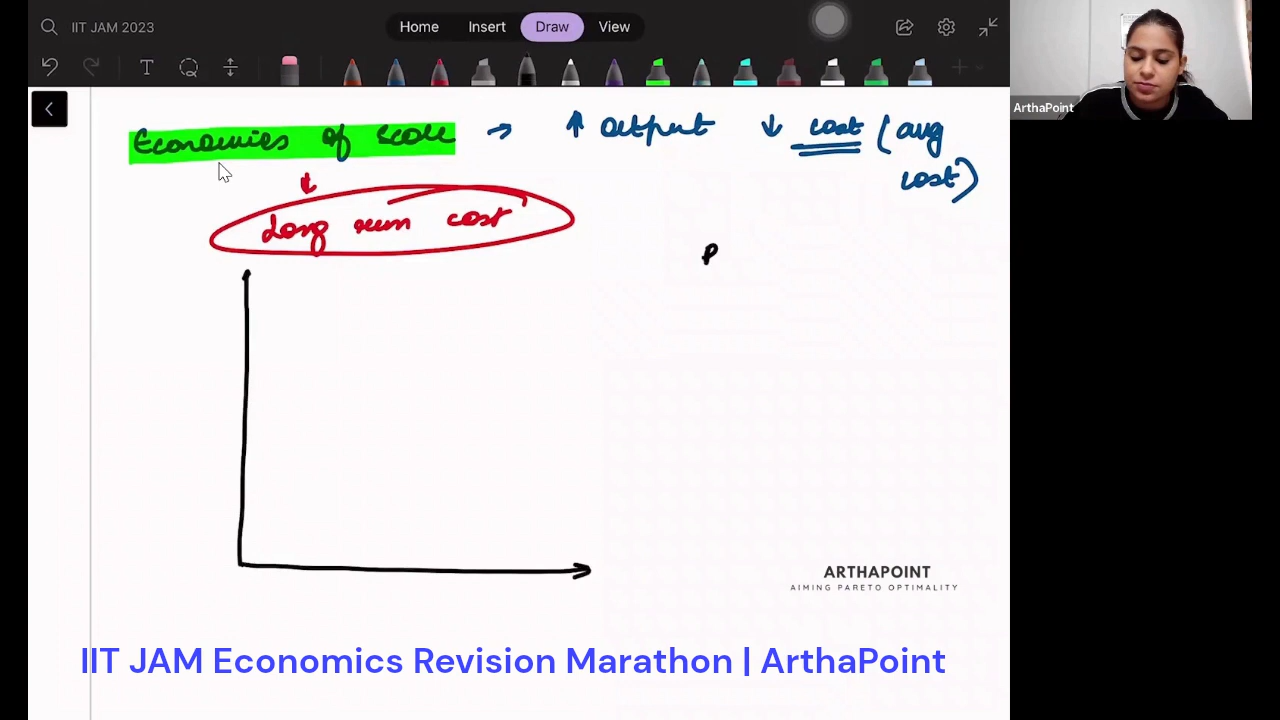 IIT JAM 2023
Home Insert Draw View
ArthaPoint
Economies of scale → ↑ output ↓ cost (avg
cost)
↓
Long run cost
P
ARTHAPOINT
AIMING PARETO OPTIMALITY
IIT JAM Economics Revision Marathon | ArthaPoint